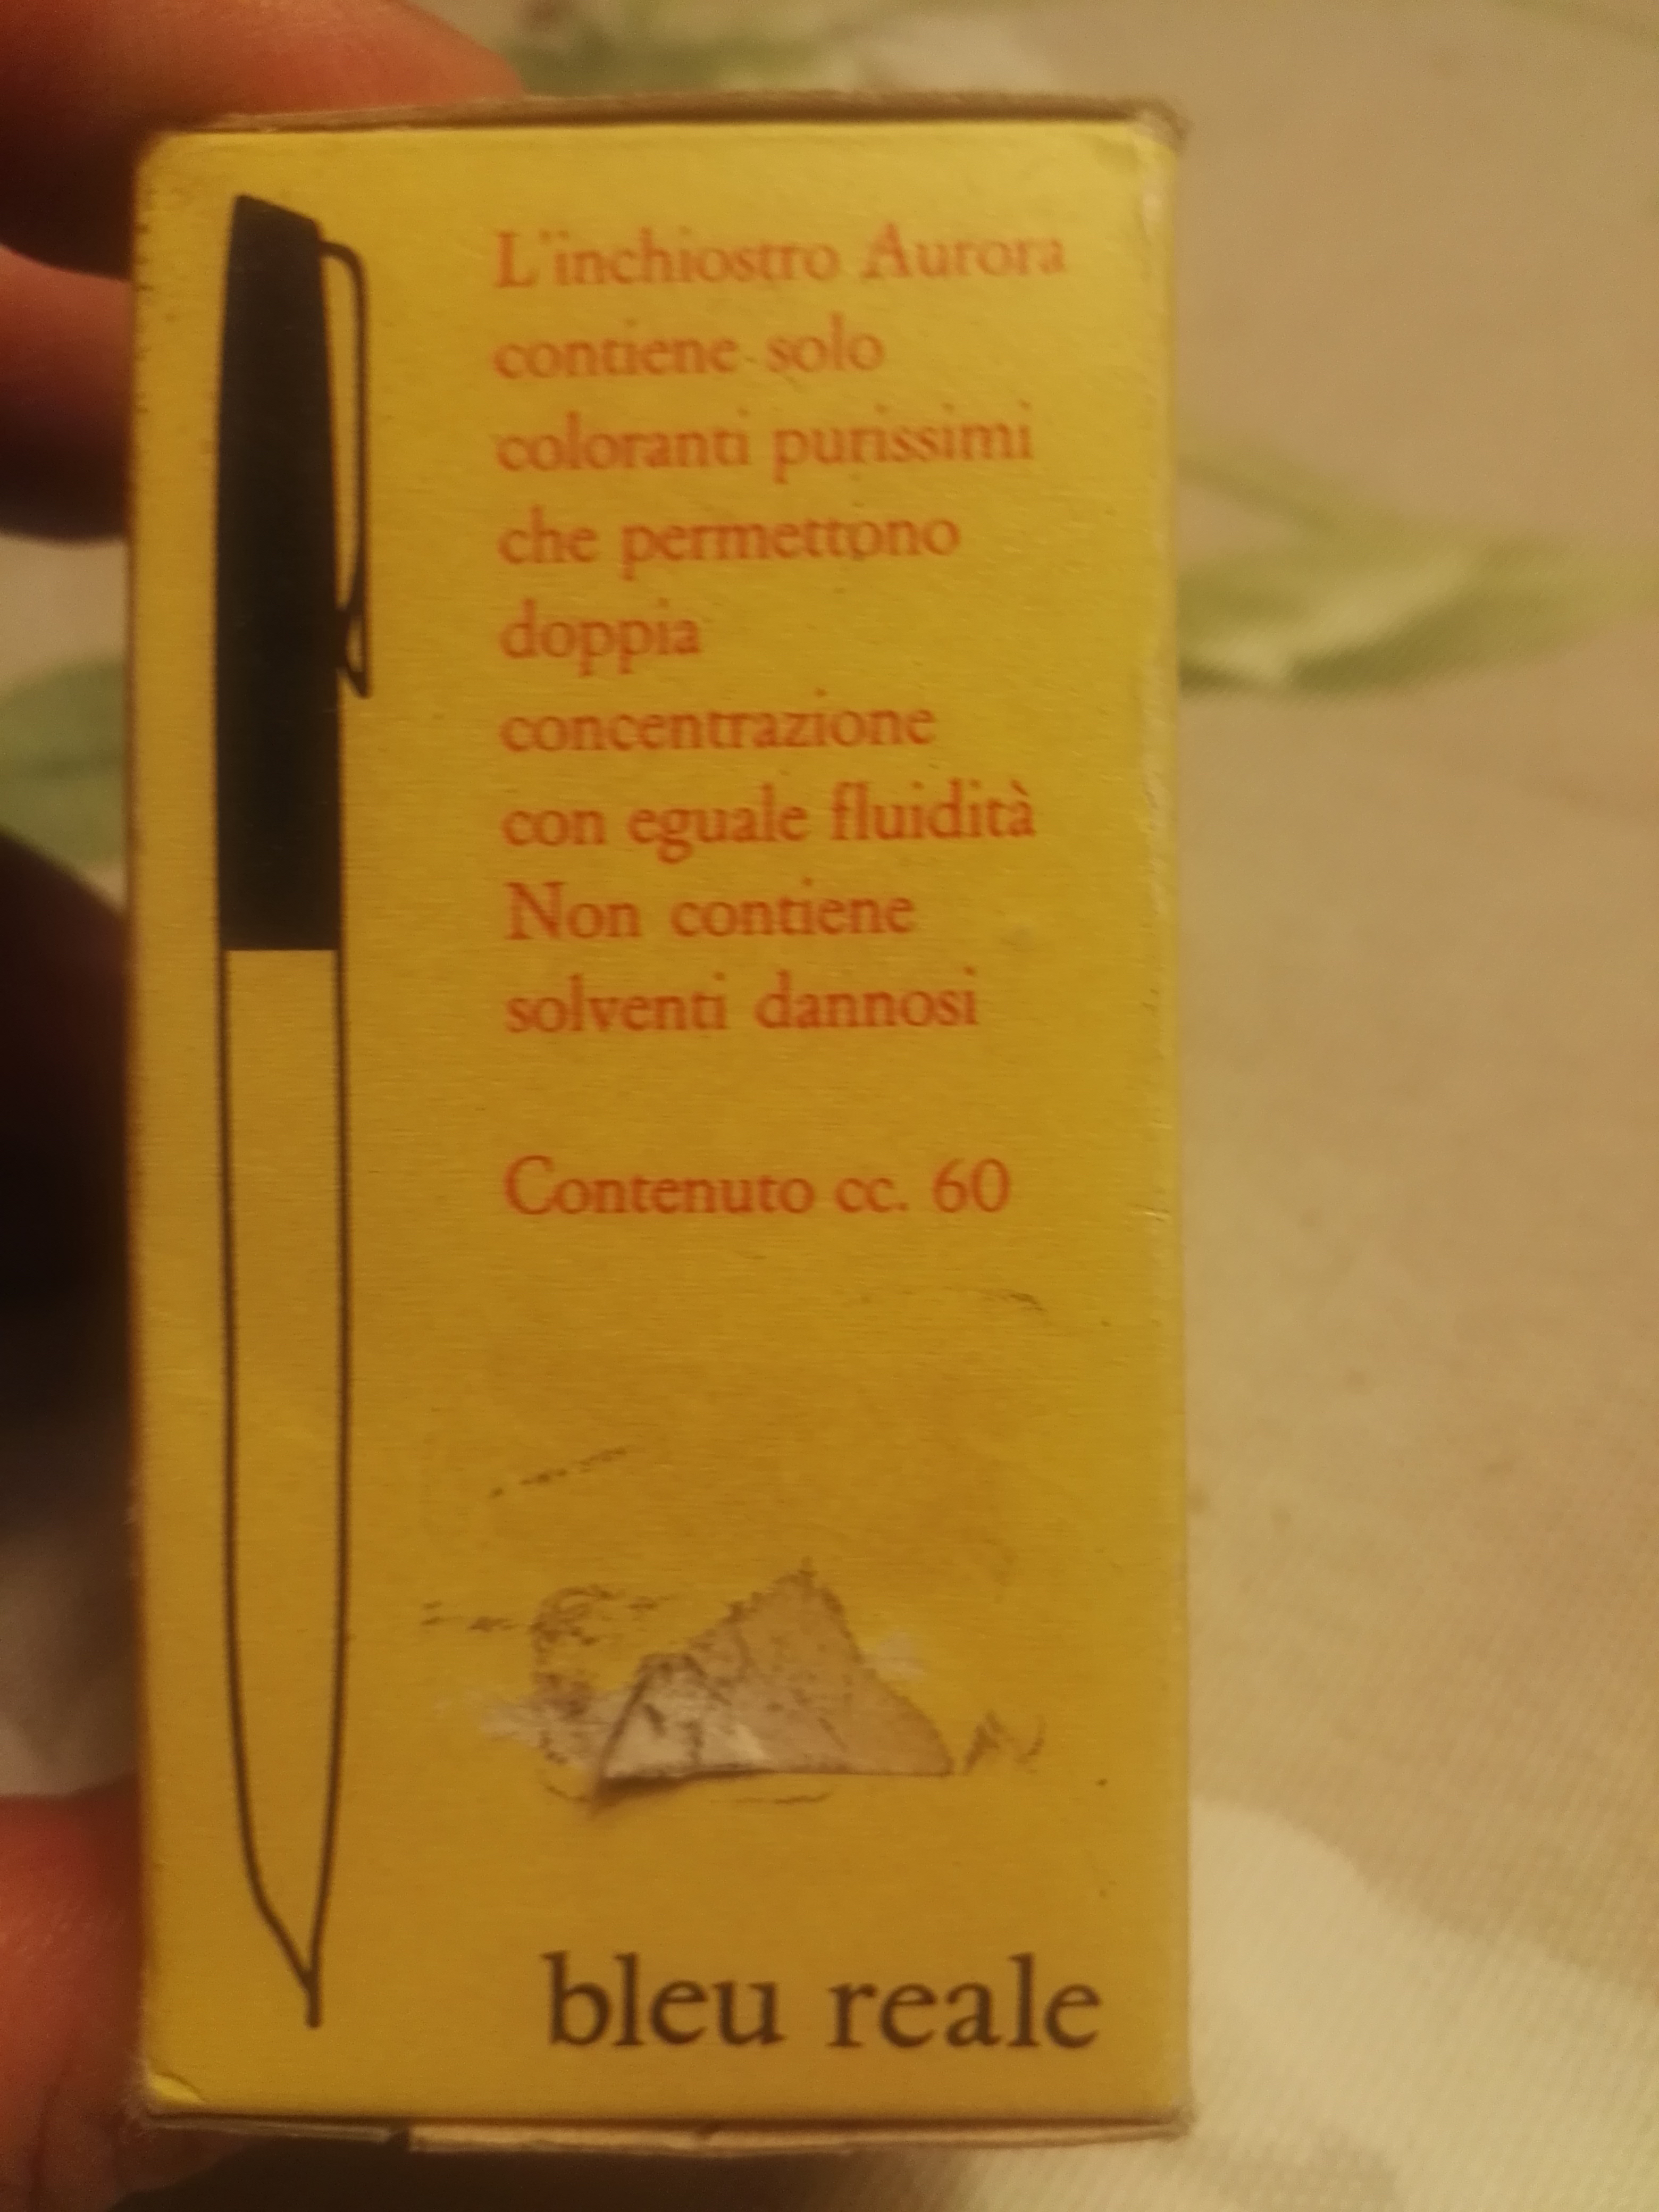 L'inchiostro Aurora
contiene solo
coloranti purissimi
che permettono
doppia
concentrazione
con eguale fluidità
Non contiene
solventi dannosi
Contenuto cc. 60
bleu reale